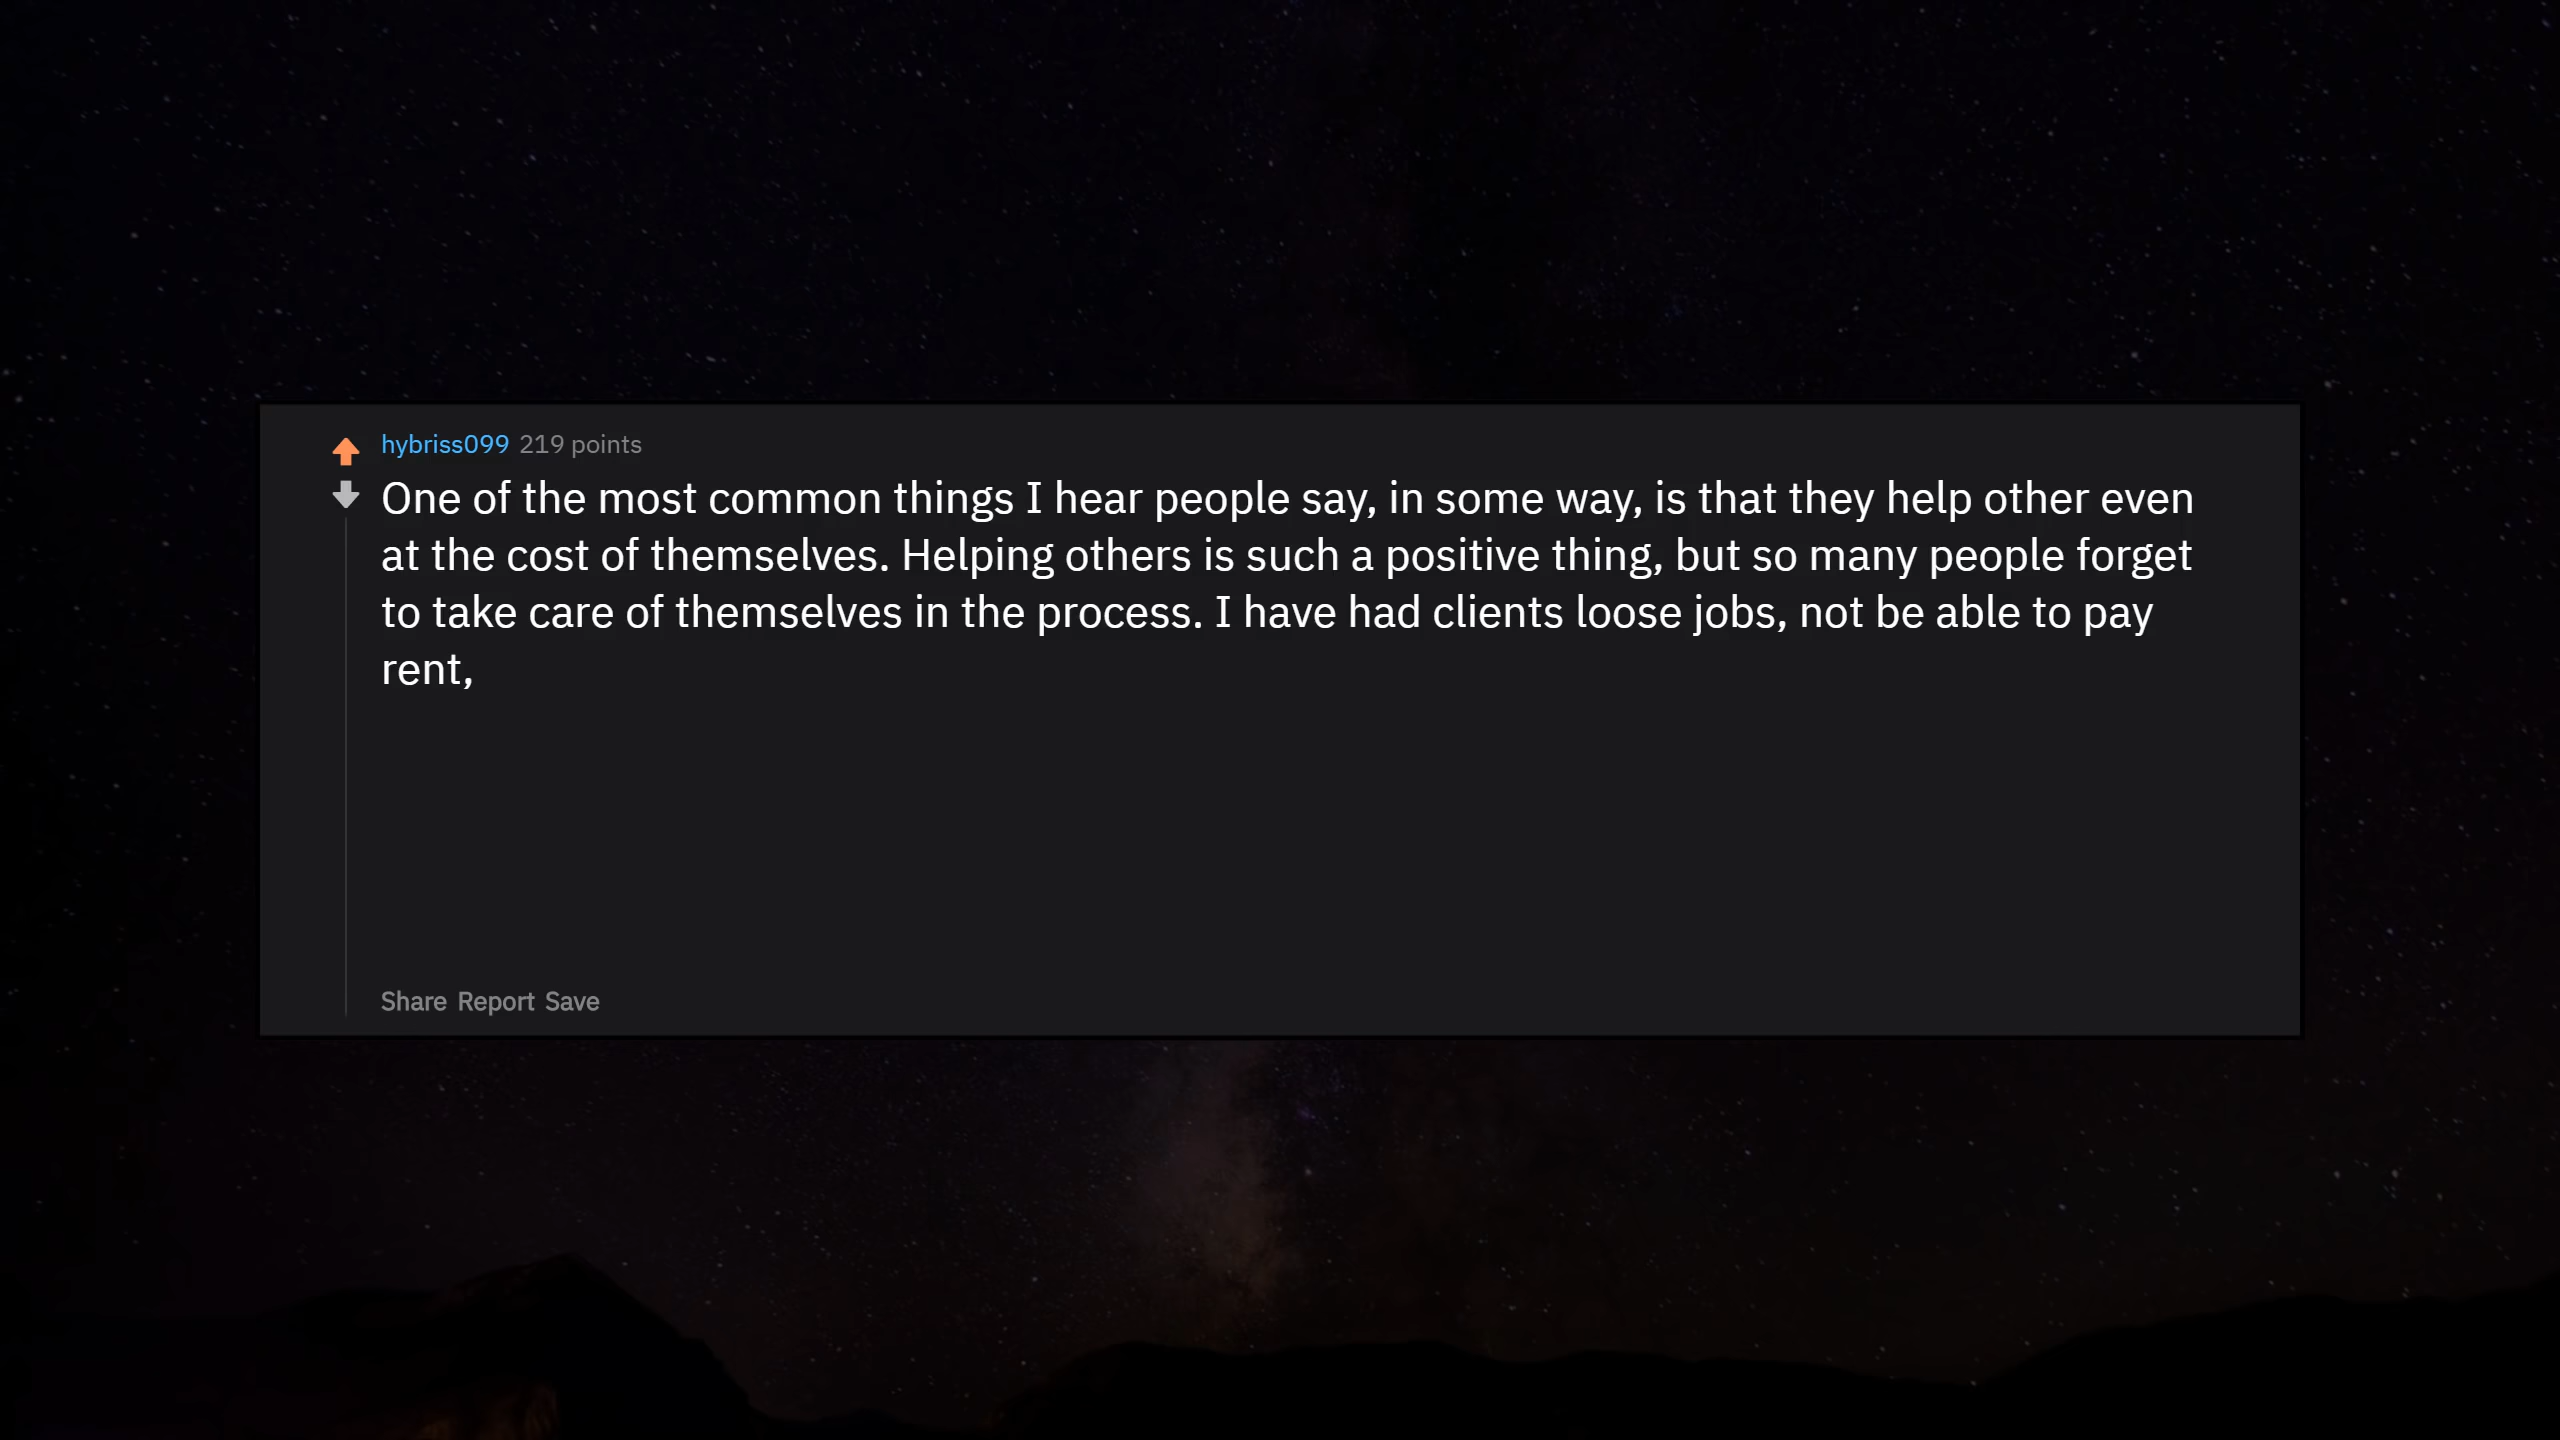 hybriss099 219 points
One of the most common things I hear people say, in some way, is that they help other even
at the cost of themselves. Helping others is such a positive thing, but so many people forget
to take care of themselves in the process. I have had clients loose jobs, not be able to pay
rent,
Share Report Save